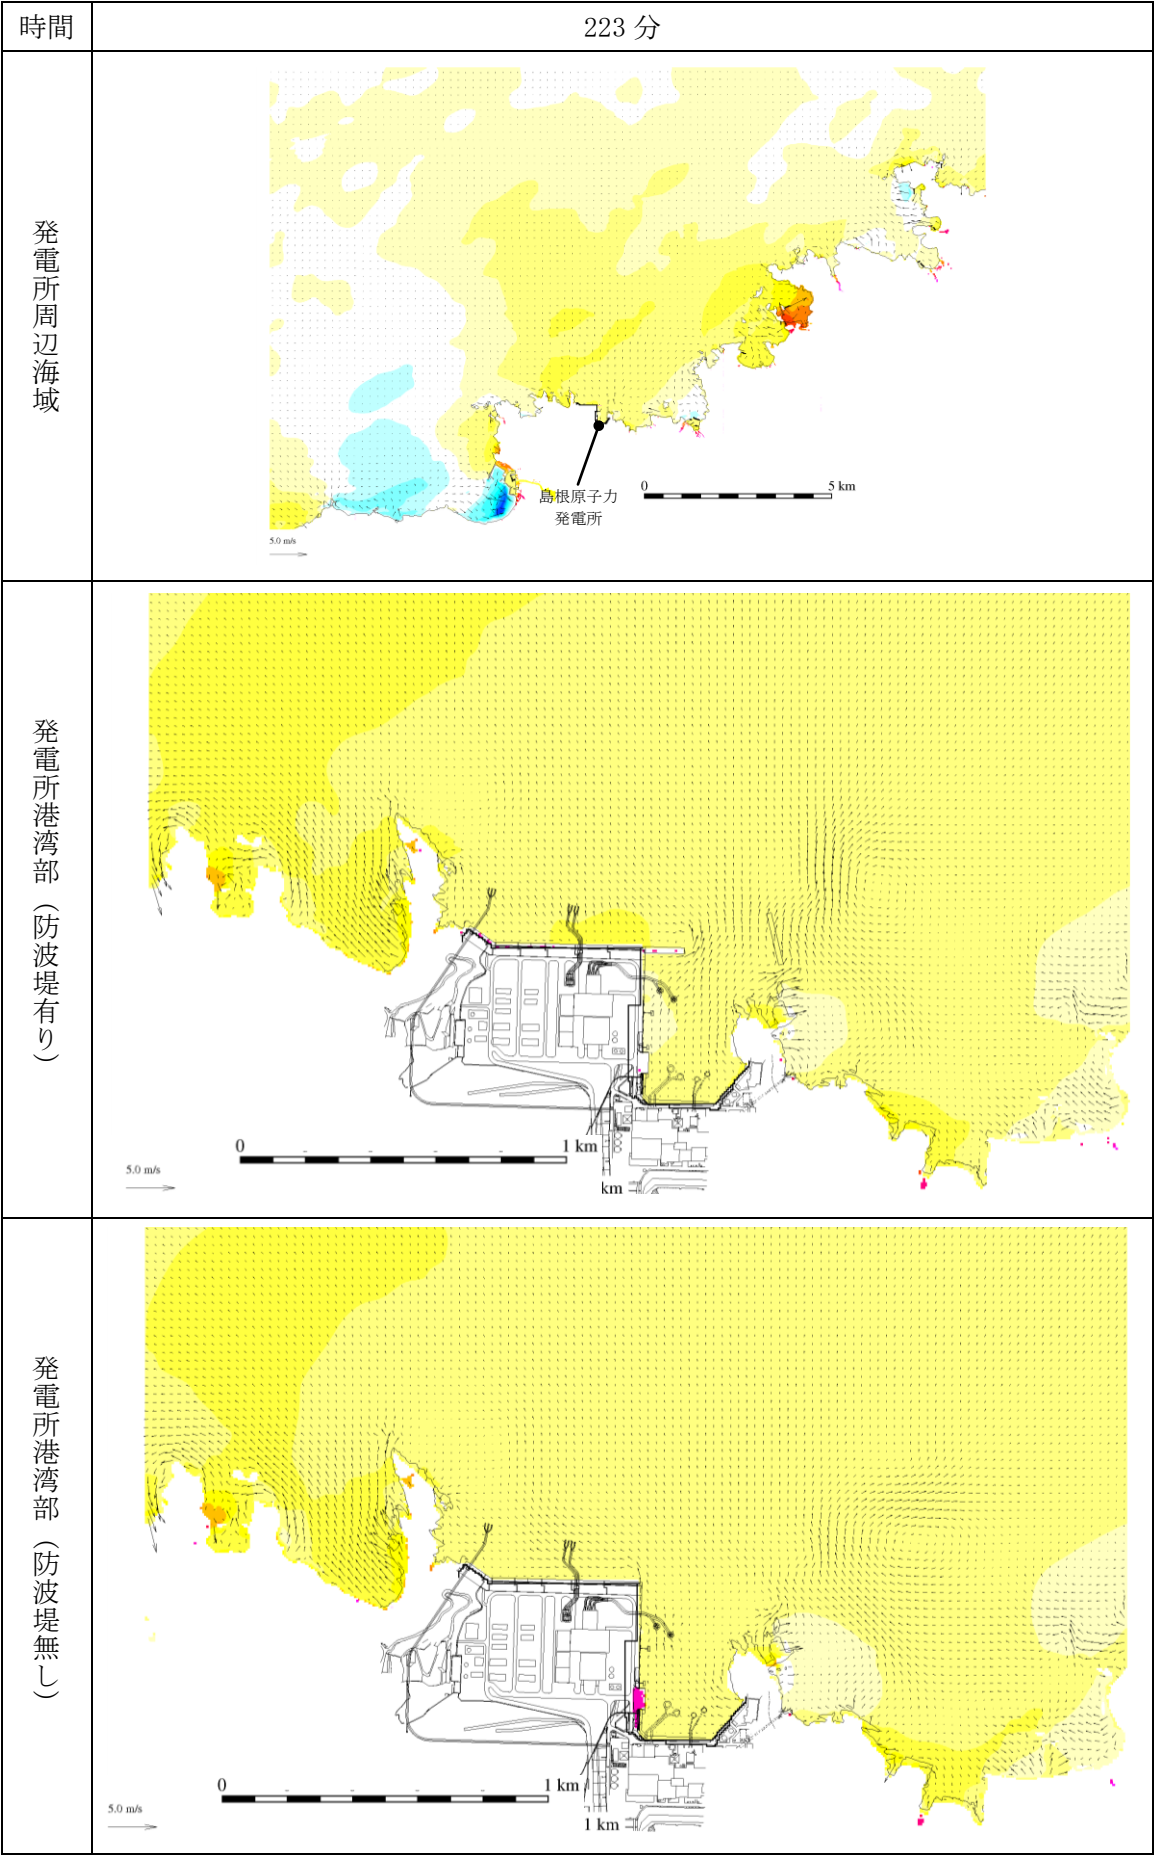 時間
223 分
発電所周辺海域
島根原子力
発電所
0
5 km
5.0 m/s
発電所港湾部（防波堤有り）
0
1 km
5.0 m/s
km
発電所港湾部（防波堤無し）
0
1 km
5.0 m/s
1 km